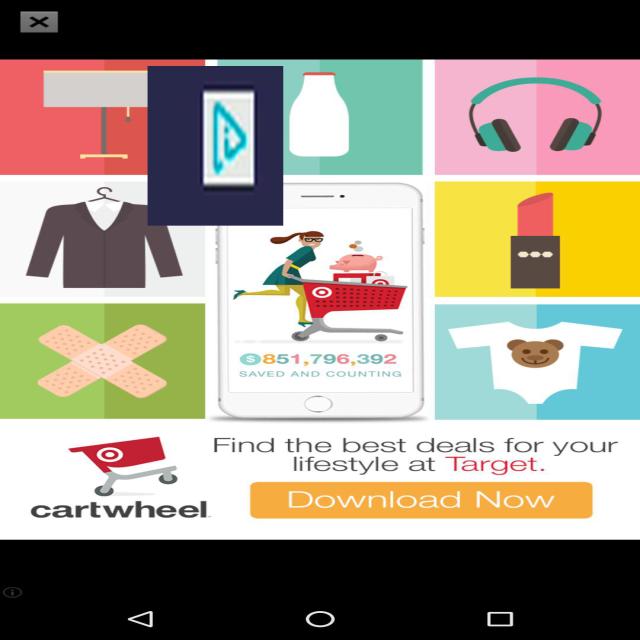 $851,796,392
SAVED AND COUNTING
Find the best deals for your
lifestyle at Target.
cartwheel
Download Now